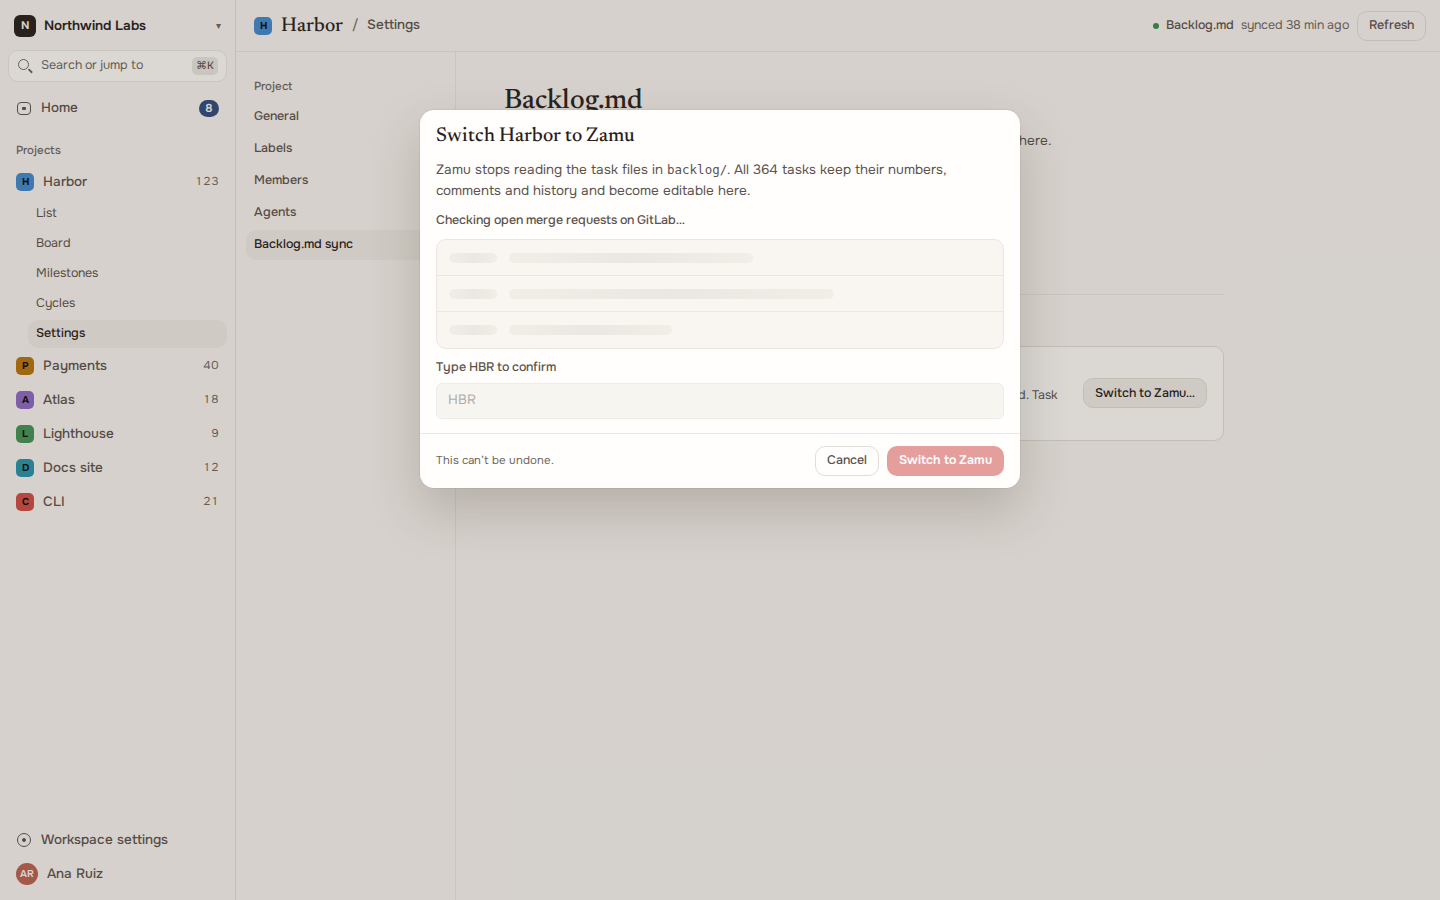 N Northwind Labs
Search or jump to ⌘K
Home 8
Projects
H Harbor 123
List
Board
Milestones
Cycles
Settings
P Payments 40
A Atlas 18
L Lighthouse 9
D Docs site 12
C CLI 21
Workspace settings
AR Ana Ruiz
H Harbor / Settings
Backlog.md synced 38 min ago Refresh
Project
General
Labels
Members
Agents
Backlog.md sync
Backlog.md
here.
d. Task
Switch to Zamu...
Switch Harbor to Zamu
Zamu stops reading the task files in backlog/. All 364 tasks keep their numbers,
comments and history and become editable here.
Checking open merge requests on GitLab...
Type HBR to confirm
HBR
This can't be undone.
Cancel
Switch to Zamu